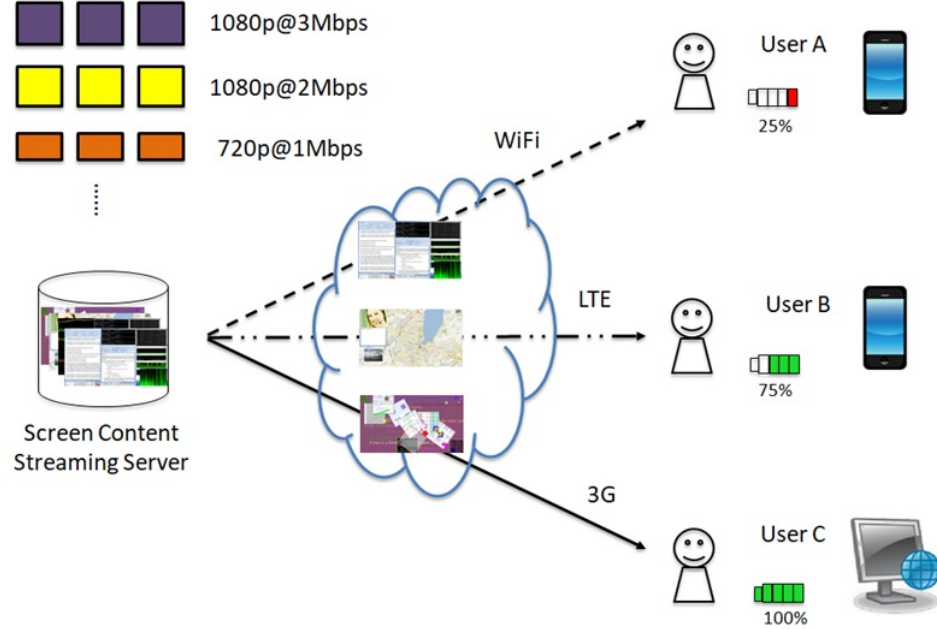 1080p@3Mbps
1080p@2Mbps
720p@1Mbps
User A
25%
WiFi
LTE
User B
75%
Screen Content
Streaming Server
3G
User C
100%